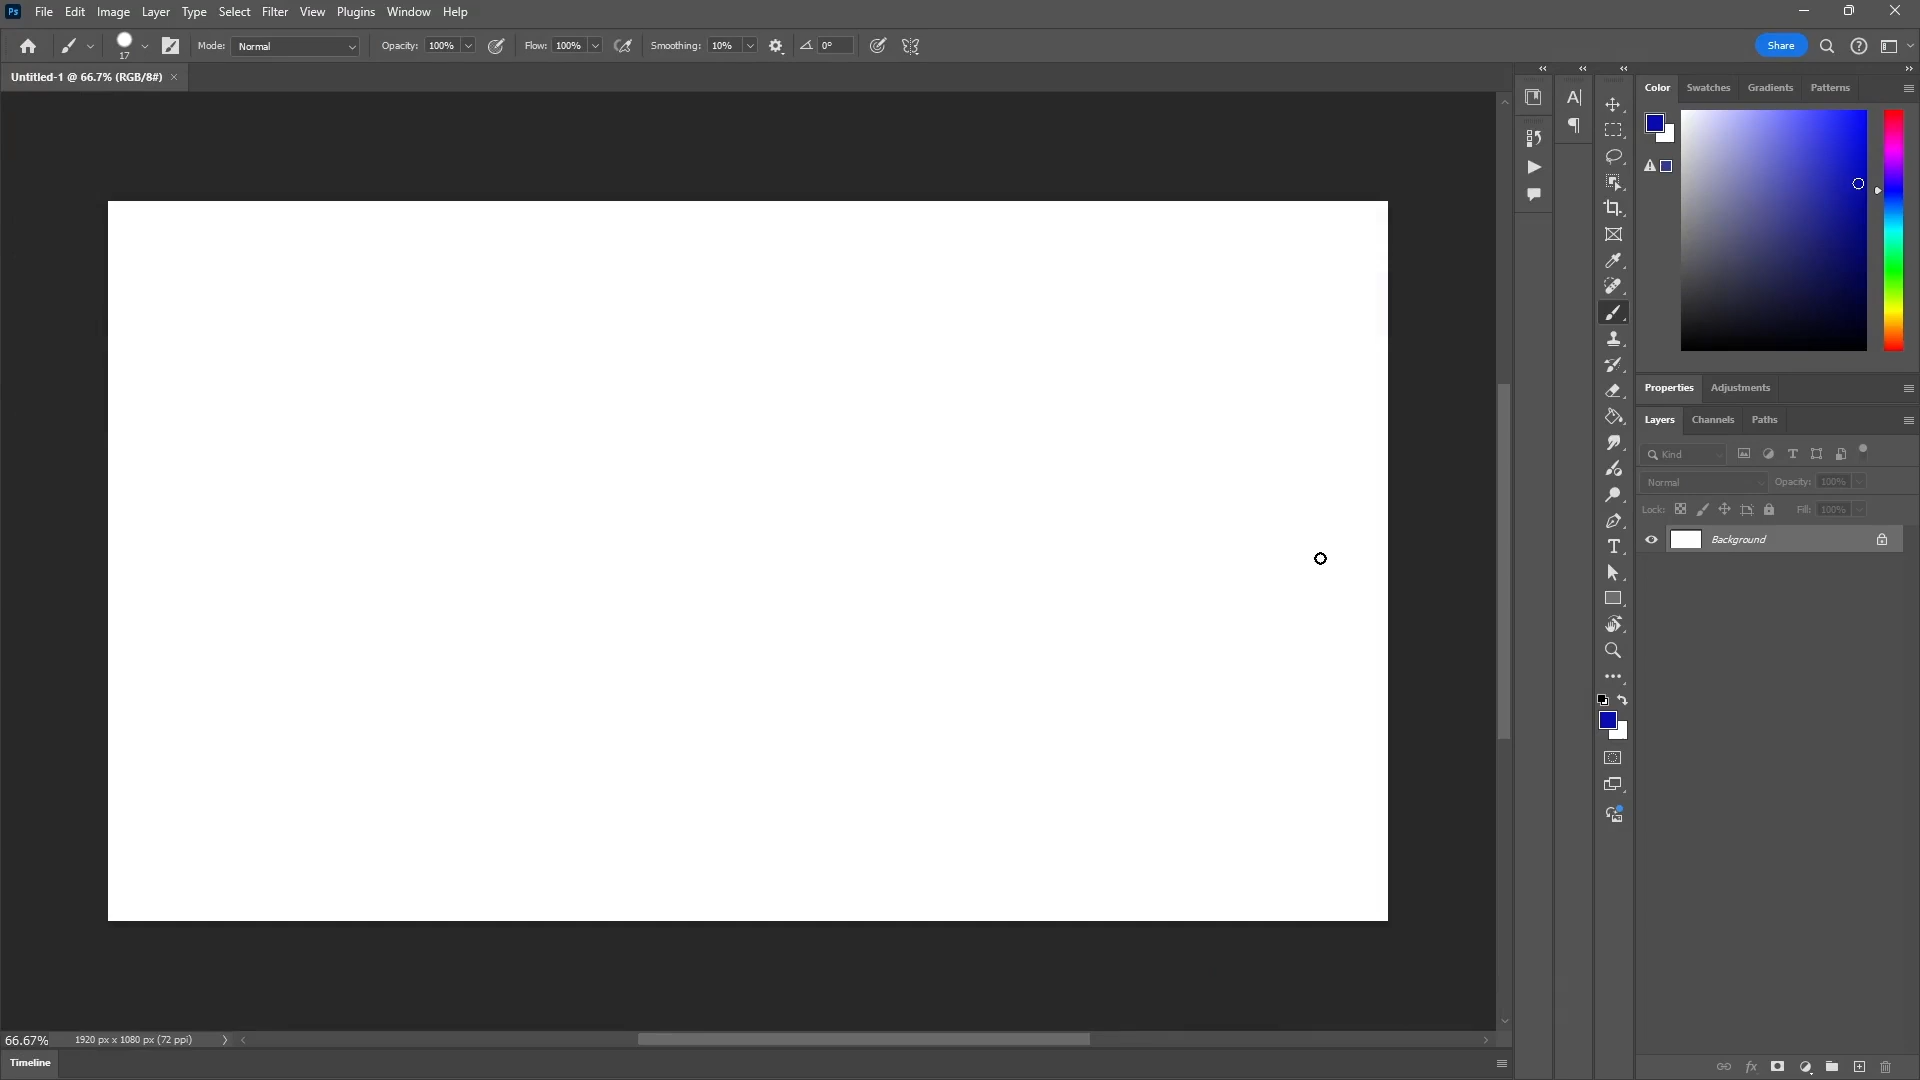 Ps File Edit Image Layer Type Select Filter View Plugins Window Help
17 Mode: Normal Opacity: 100% Flow: 100% Smoothing: 10% 0° Share
Untitled-1 @ 66.7% (RGB/8#)
Color Swatches Gradients Patterns
Properties Adjustments
Layers Channels Paths
Kind
Normal Opacity: 100%
Lock: Fill: 100%
Background
66.67% 1920 px x 1080 px (72 ppi)
Timeline